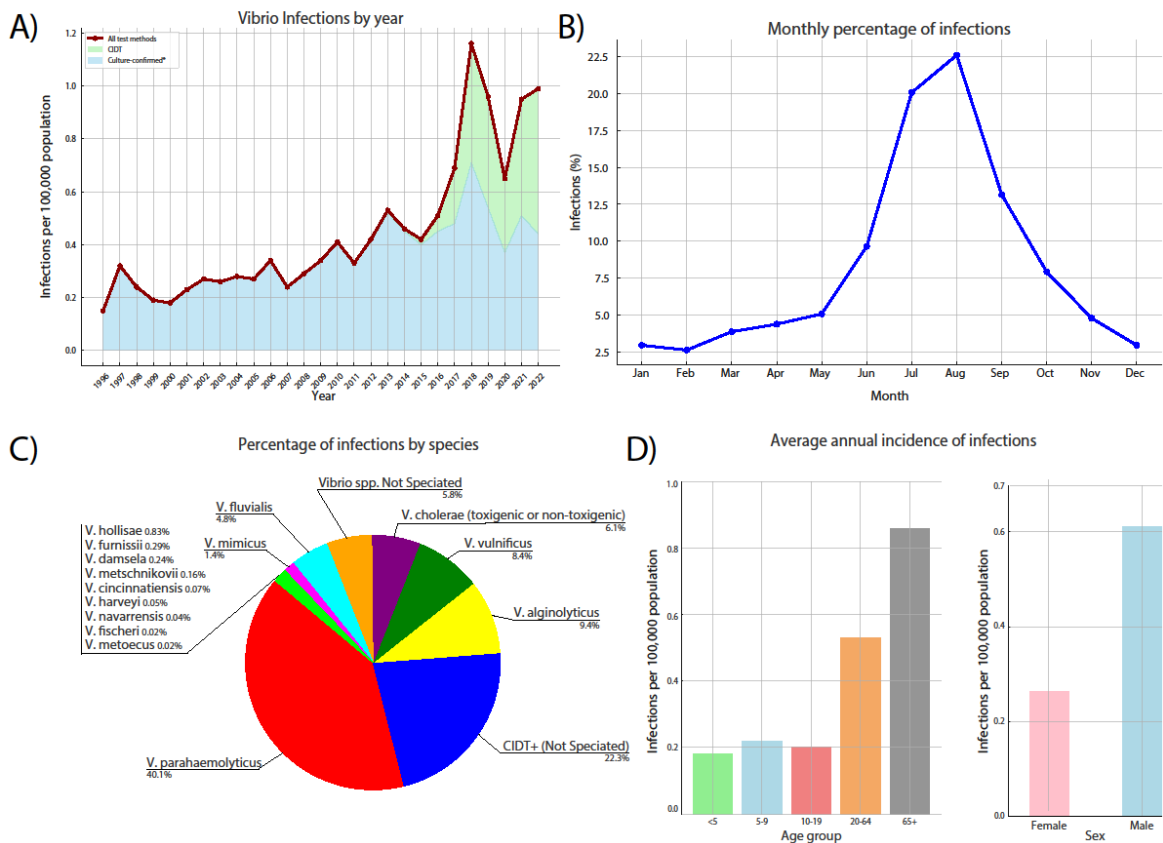 A)
Vibrio Infections by year
All test methods
CIDT
Culture-confirmed*
Infections per 100,000 population
1.2
1.0
0.8
0.6
0.4
0.2
0.0
1996 1997 1998 1999 2000 2001 2002 2003 2004 2005 2006 2007 2008 2009 2010 2011 2012 2013 2014 2015 2016 2017 2018 2019 2020 2021 2022
Year
B)
Monthly percentage of infections
Infections (%)
22.5
20.0
17.5
15.0
12.5
10.0
7.5
5.0
2.5
Jan Feb Mar Apr May Jun Jul Aug Sep Oct Nov Dec
Month
C)
Percentage of infections by species
Vibrio spp. Not Speciated
5.8%
V. cholerae (toxigenic or non-toxigenic)
6.1%
V. vulnificus
8.4%
V. alginolyticus
9.4%
CIDT+ (Not Speciated)
22.3%
V. parahaemolyticus
40.1%
V. hollisae 0.83%
V. furnissii 0.29%
V. damsela 0.24%
V. metschnikovii 0.16%
V. cincinnatiensis 0.07%
V. harveyi 0.05%
V. navarrensis 0.04%
V. fischeri 0.02%
V. metoecus 0.02%
V. mimicus
1.4%
V. fluvialis
4.8%
D)
Average annual incidence of infections
Infections per 100,000 population
1.0
0.8
0.6
0.4
0.2
0.0
<5 5-9 10-19 20-64 65+
Age group
Infections per 100,000 population
0.7
0.6
0.4
0.2
0.0
Female Male
Sex